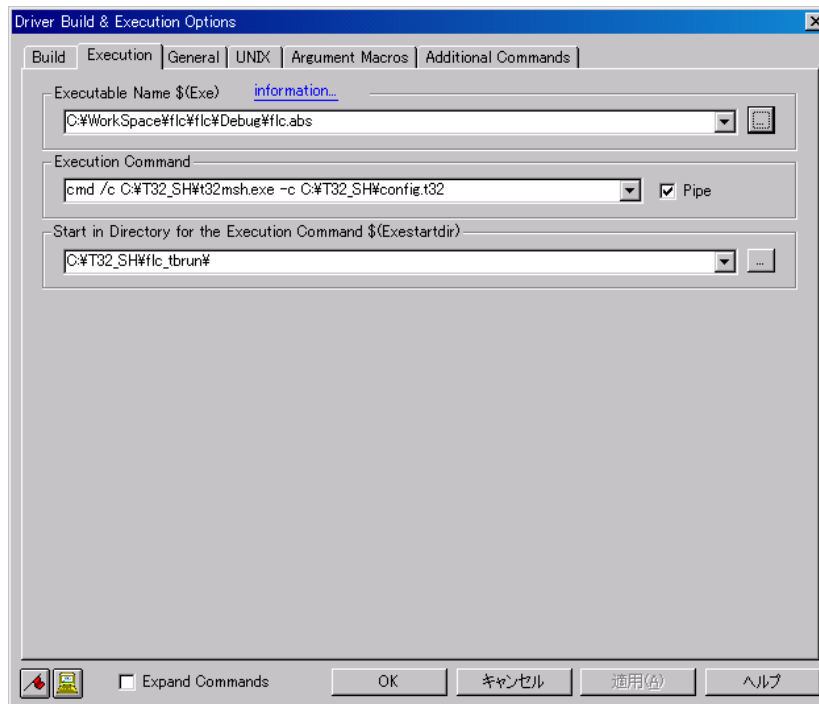 Driver Build & Execution Options
Build Execution General UNIX Argument Macros Additional Commands
Executable Name $(Exe) information...
C:¥WorkSpace¥flc¥flc¥Debug¥flc.abs ...
Execution Command
cmd /c C:¥T32_SH¥t32msh.exe -c C:¥T32_SH¥config.t32 Pipe
Start in Directory for the Execution Command $(Exestartdir)
C:¥T32_SH¥flc_tbrun¥ ...
Expand Commands OK キャンセル 適用(A) ヘルプ